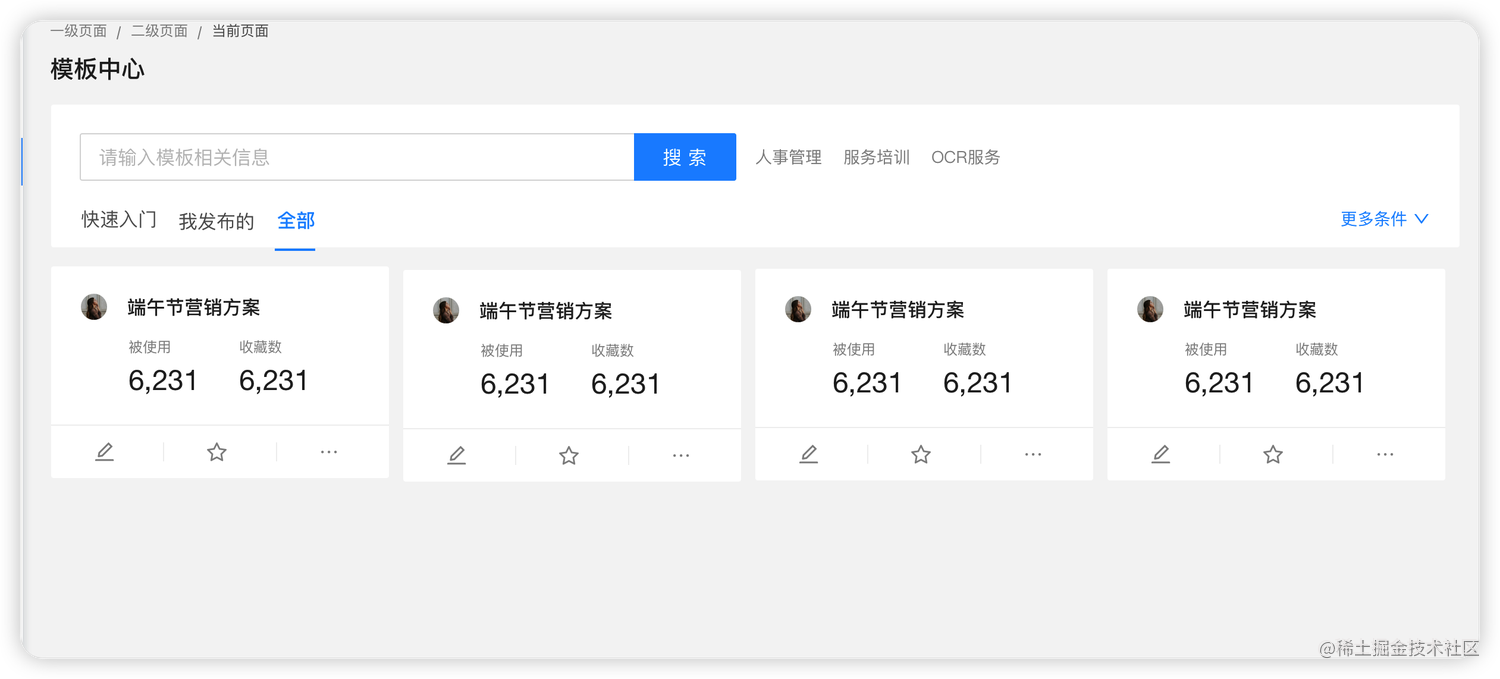 一级页面 / 二级页面 / 当前页面
模板中心
请输入模板相关信息 搜 索 人事管理 服务培训 OCR服务
快速入门 我发布的 全部 更多条件
端午节营销方案 端午节营销方案 端午节营销方案 端午节营销方案
被使用 收藏数 被使用 收藏数 被使用 收藏数 被使用 收藏数
6,231 6,231 6,231 6,231 6,231 6,231 6,231 6,231
@稀土掘金技术社区